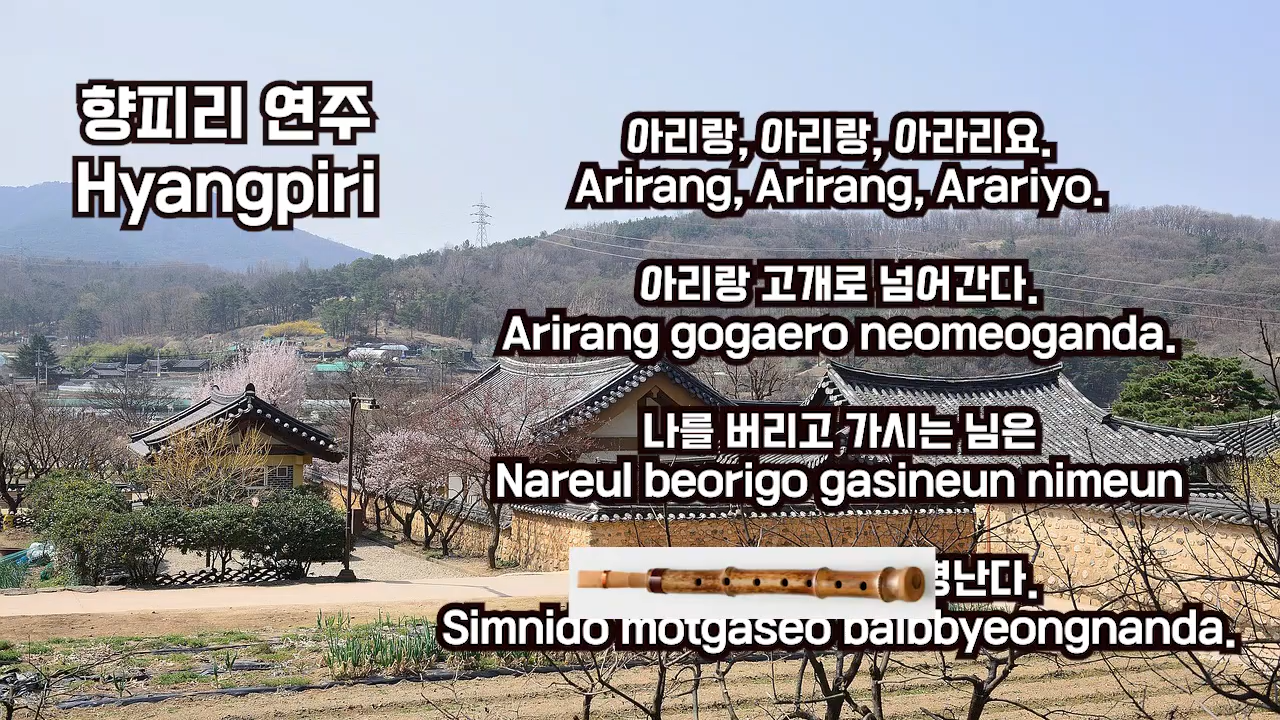 향피리 연주
Hyangpiri
아리랑, 아리랑, 아라리요.
Arirang, Arirang, Arariyo.
아리랑 고개로 넘어간다.
Arirang gogaero neomeoganda.
나를 버리고 가시는 님은
Nareul beorigo gasineun nimeun
Simnido motgaseo balbbyeongnanda.